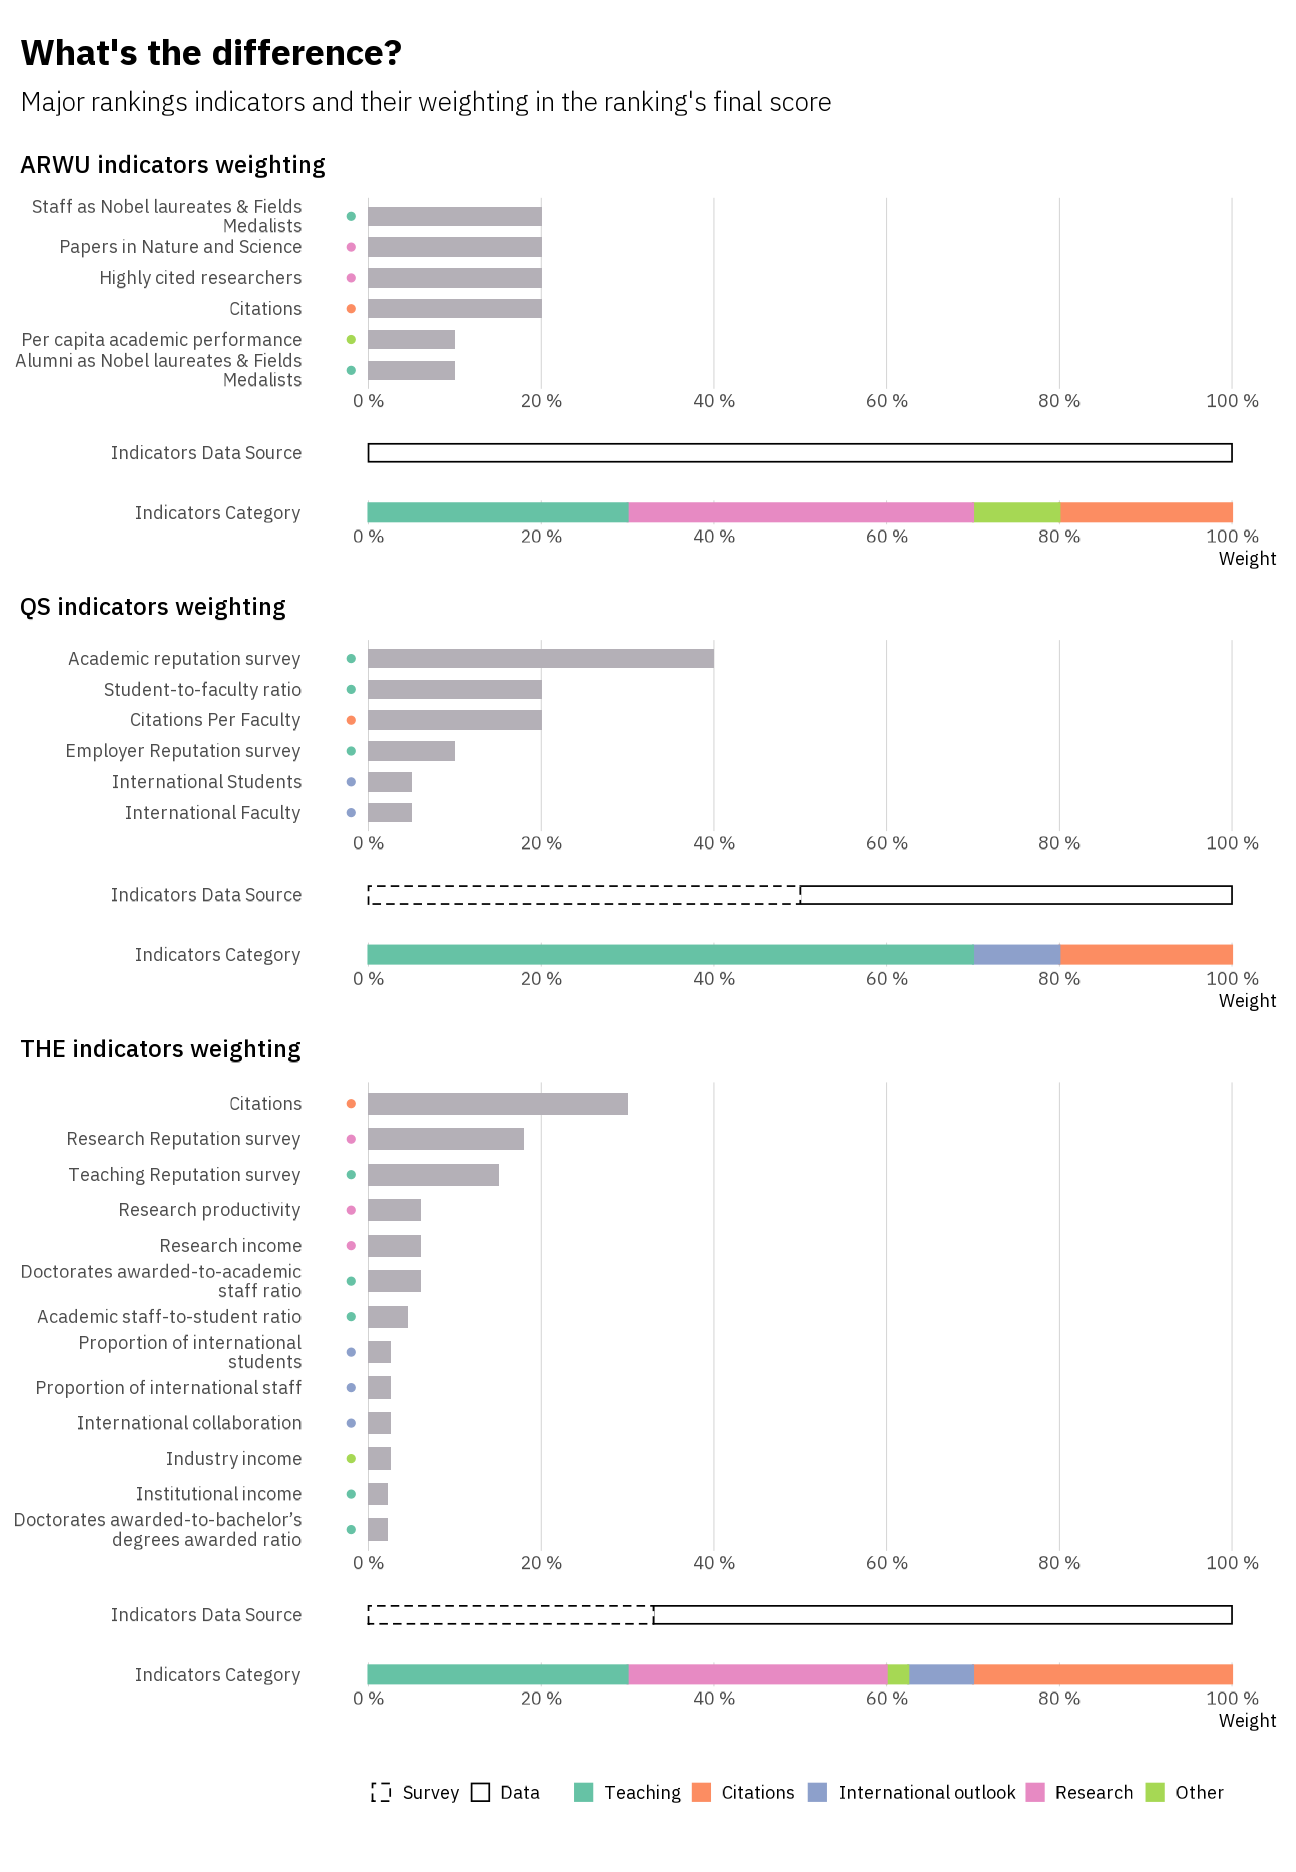 What's the difference?
Major rankings indicators and their weighting in the ranking's final score
ARWU indicators weighting
Staff as Nobel laureates & Fields
Medalists
Papers in Nature and Science
Highly cited researchers
Citations
Per capita academic performance
Alumni as Nobel laureates & Fields
Medalists
0 % 20 % 40 % 60 % 80 % 100 %
Indicators Data Source
Indicators Category
0 % 20 % 40 % 60 % 80 % 100 %
Weight
QS indicators weighting
Academic reputation survey
Student-to-faculty ratio
Citations Per Faculty
Employer Reputation survey
International Students
International Faculty
0 % 20 % 40 % 60 % 80 % 100 %
Indicators Data Source
Indicators Category
0 % 20 % 40 % 60 % 80 % 100 %
Weight
THE indicators weighting
Citations
Research Reputation survey
Teaching Reputation survey
Research productivity
Research income
Doctorates awarded-to-academic
staff ratio
Academic staff-to-student ratio
Proportion of international
students
Proportion of international staff
International collaboration
Industry income
Institutional income
Doctorates awarded-to-bachelor’s
degrees awarded ratio
0 % 20 % 40 % 60 % 80 % 100 %
Indicators Data Source
Indicators Category
0 % 20 % 40 % 60 % 80 % 100 %
Weight
Survey Data Teaching Citations International outlook Research Other